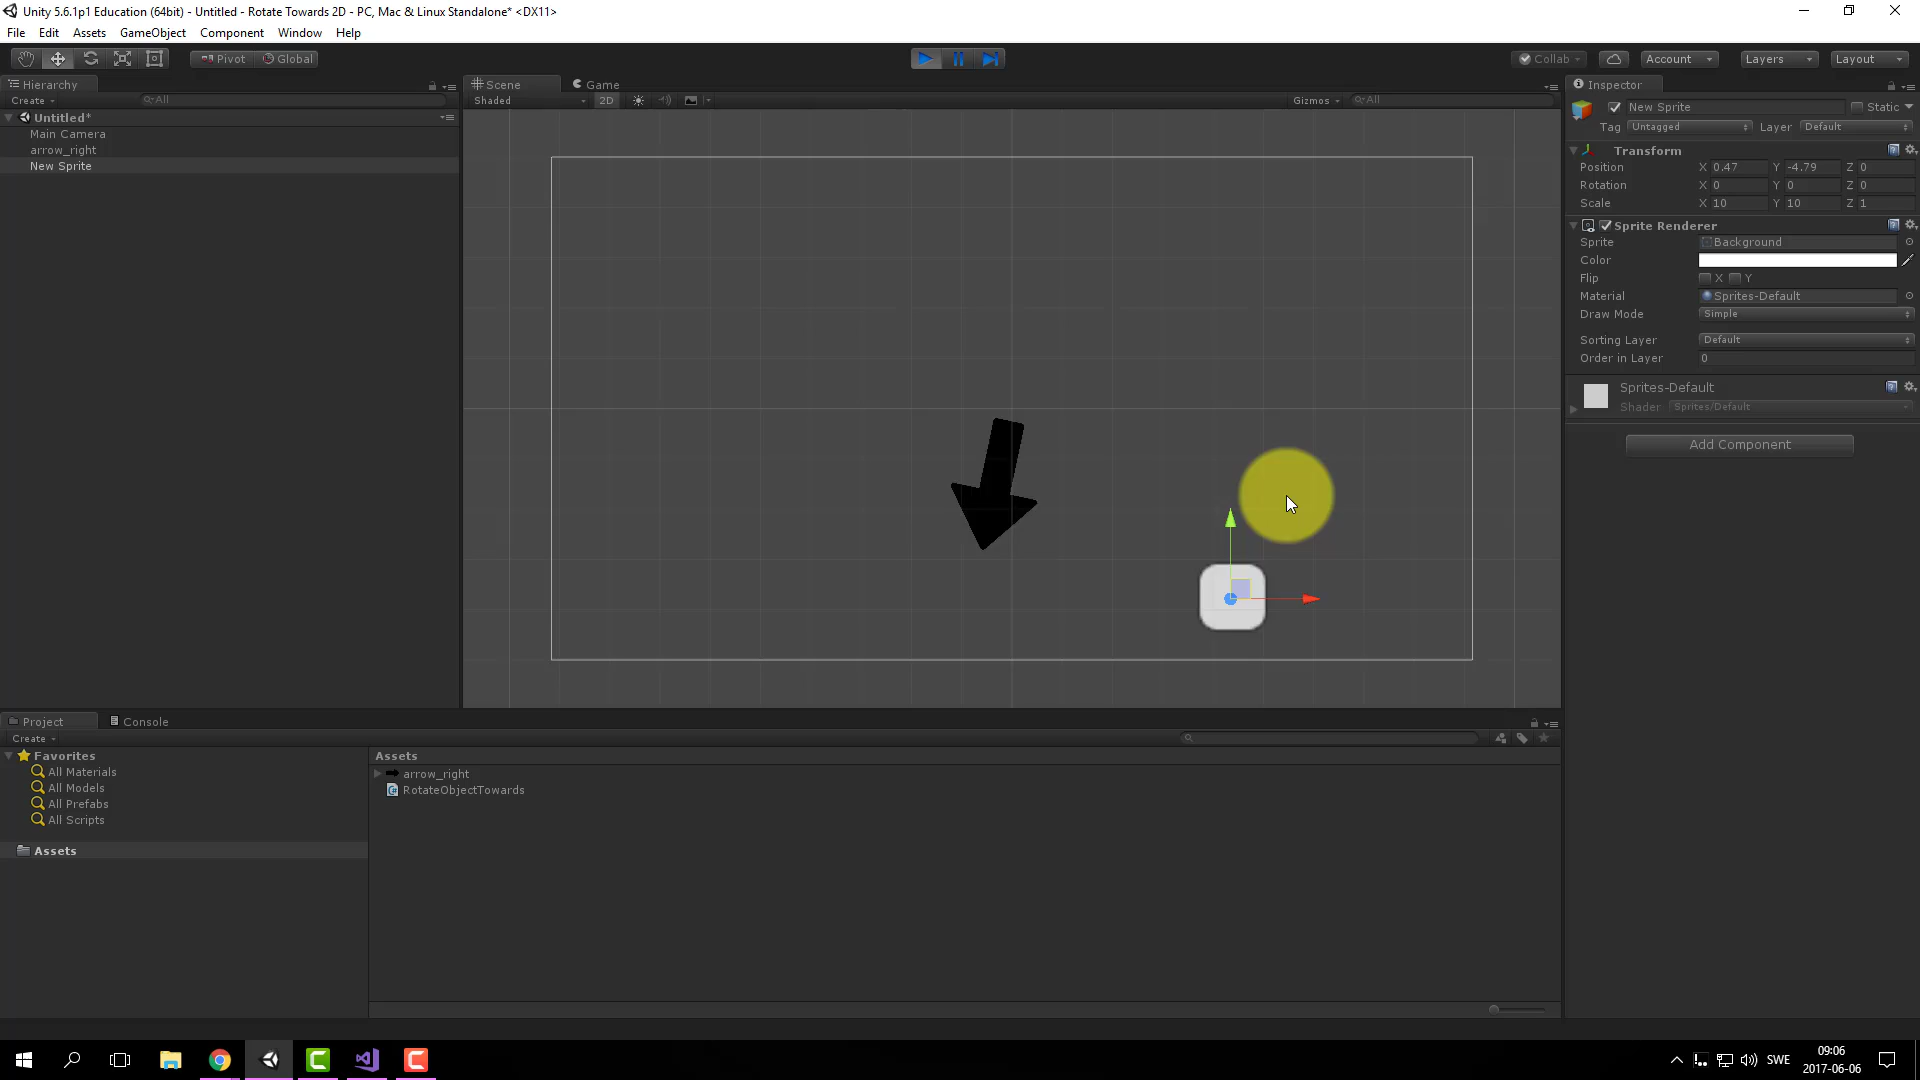 Unity 5.6.1p1 Education (64bit) - Untitled - Rotate Towards 2D - PC, Mac & Linux Standalone* <DX11>
File Edit Assets GameObject Component Window Help
Pivot Global Collab Account Layers Layout
Hierarchy
Create All
Untitled*
Main Camera
arrow_right
New Sprite
Scene Game
Shaded 2D Gizmos All
Inspector
New Sprite Static
Tag Untagged Layer Default
Transform
Position X 0.47 Y -4.79 Z 0
Rotation X 0 Y 0 Z 0
Scale X 10 Y 10 Z 1
Sprite Renderer
Sprite Background
Color
Flip X Y
Material Sprites-Default
Draw Mode Simple
Sorting Layer Default
Order in Layer 0
Sprites-Default
Shader Sprites/Default
Add Component
Project Console
Create
Favorites
All Materials
All Models
All Prefabs
All Scripts
Assets
Assets
arrow_right
RotateObjectTowards
SWE
09:06
2017-06-06